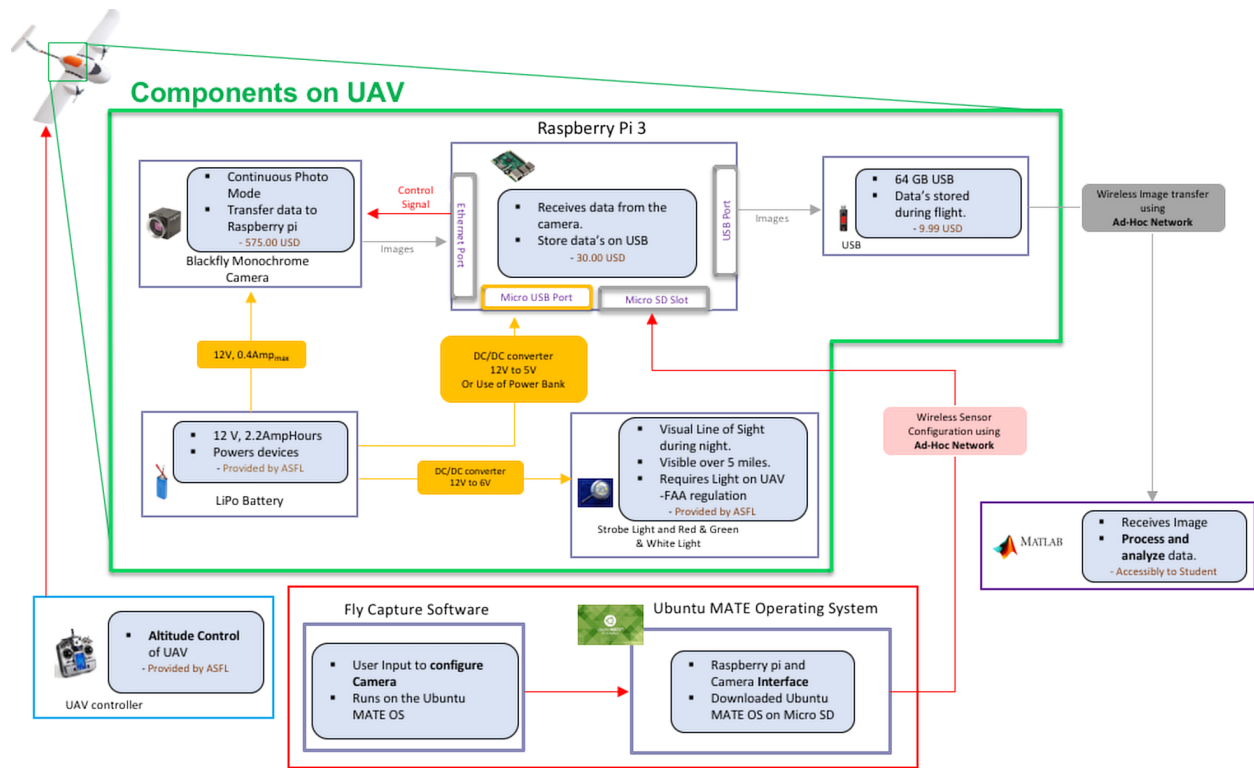 Components on UAV
Raspberry Pi 3
▪ Continuous Photo
Mode
▪ Transfer data to
Raspberry pi
- 575.00 USD
Blackfly Monochrome
Camera
Control
Signal
Images
Ethernet Port
▪ Receives data from the
camera.
▪ Store data's on USB
- 30.00 USD
Micro USB Port
Micro SD Slot
USB Port
Images
▪ 64 GB USB
▪ Data's stored
during flight.
- 9.99 USD
USB
Wireless Image transfer
using
Ad-Hoc Network
12V, 0.4Ampmax
DC/DC converter
12V to 5V
Or Use of Power Bank
▪ 12 V, 2.2AmpHours
▪ Powers devices
- Provided by ASFL
LiPo Battery
DC/DC converter
12V to 6V
▪ Visual Line of Sight
during night.
▪ Visible over 5 miles.
▪ Requires Light on UAV
-FAA regulation
- Provided by ASFL
Strobe Light and Red & Green
& White Light
Wireless Sensor
Configuration using
Ad-Hoc Network
MATLAB
▪ Receives Image
▪ Process and
analyze data.
- Accessibly to Student
▪ Altitude Control
of UAV
- Provided by ASFL
UAV controller
Fly Capture Software
▪ User Input to configure
Camera
▪ Runs on the Ubuntu
MATE OS
Ubuntu MATE Operating System
▪ Raspberry pi and
Camera Interface
▪ Downloaded Ubuntu
MATE OS on Micro SD